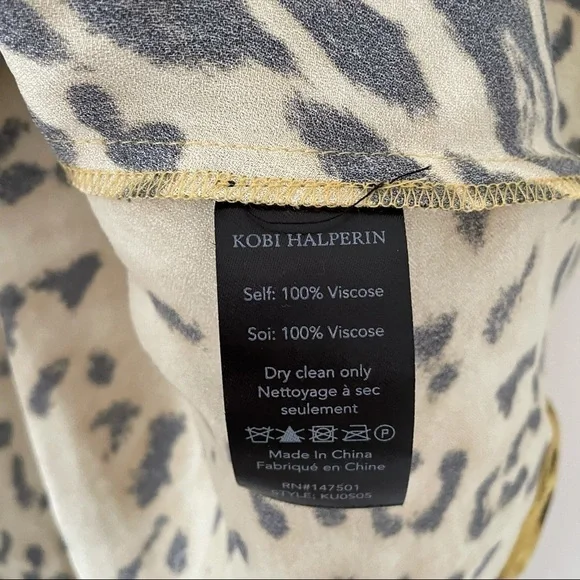 KOBI HALPERIN
Self: 100% Viscose
Soi: 100% Viscose
Dry clean only
Nettoyage à sec
seulement
P
Made In China
Fabriqué en Chine
RN#147501
STYLE: KU0S05